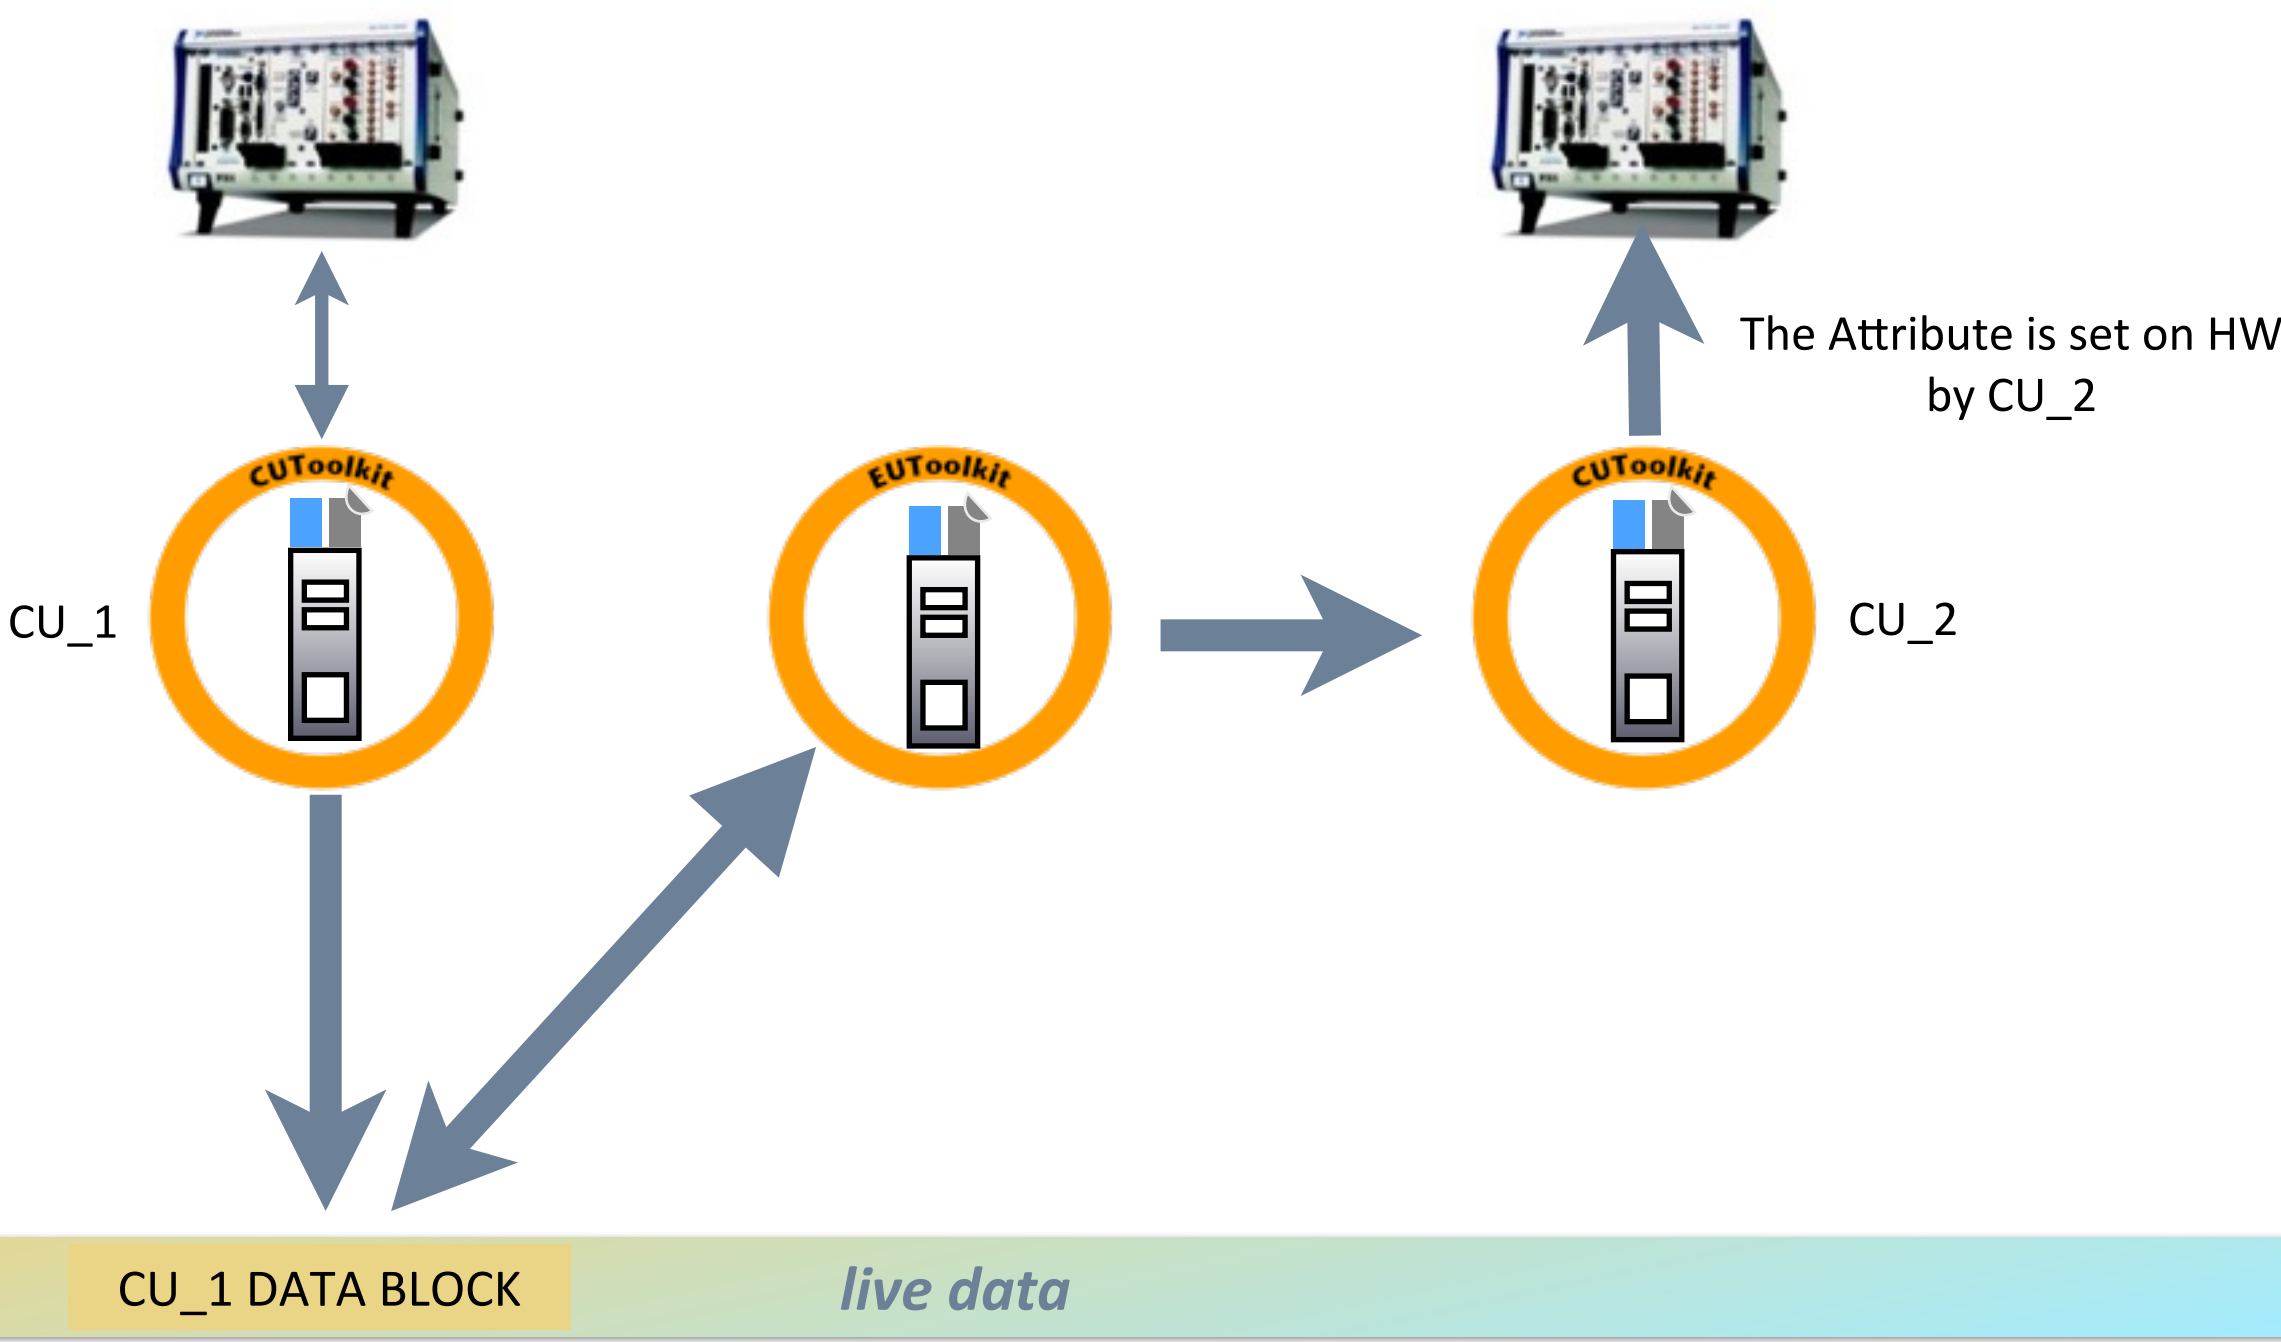 The Attribute is set on HW
by CU_2
CUToolkit
EUToolkit
CUToolkit
CU_1
CU_2
CU_1 DATA BLOCK
live data